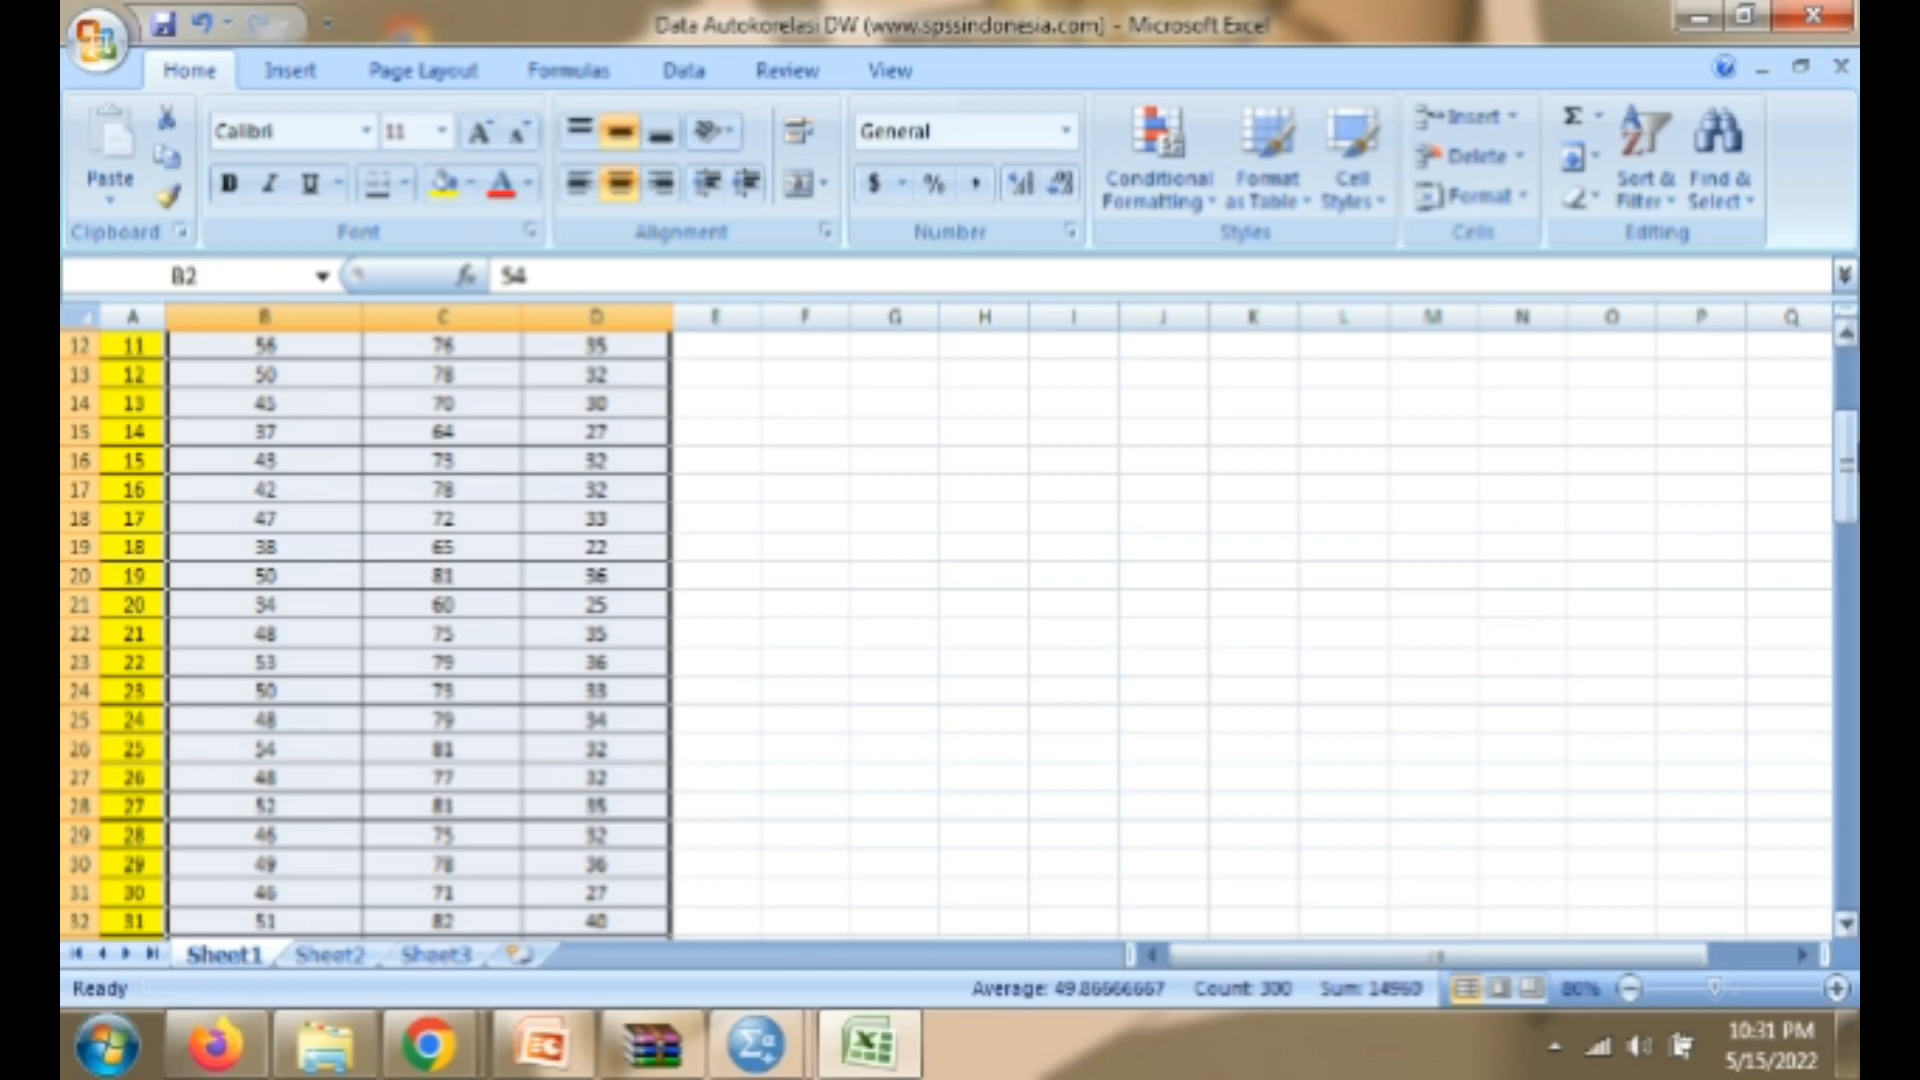 Data Autokorelasi DW (www.spssindonesia.com) - Microsoft Excel
Home Insert Page Layout Formulas Data Review View
Calibri 11 A A General Insert Σ
Paste B I U $ % , Conditional Formatting Format as Table Cell Styles Delete Format Sort & Filter Find & Select
Clipboard Font Alignment Number Styles Cells Editing
B2 fx 54
A B C D E F G H I J K L M N O P Q
12 11 56 76 35
13 12 50 78 32
14 13 45 70 30
15 14 37 64 27
16 15 43 73 32
17 16 42 78 32
18 17 47 72 33
19 18 38 65 22
20 19 50 81 36
21 20 34 60 25
22 21 48 75 35
23 22 53 79 36
24 23 50 73 33
25 24 48 79 34
26 25 54 81 32
27 26 48 77 32
28 27 52 81 35
29 28 46 75 32
30 29 49 78 36
31 30 46 71 27
32 31 51 82 40
Sheet1 Sheet2 Sheet3
Ready Average: 49.86666667 Count: 300 Sum: 14960 80%
10:31 PM
5/15/2022